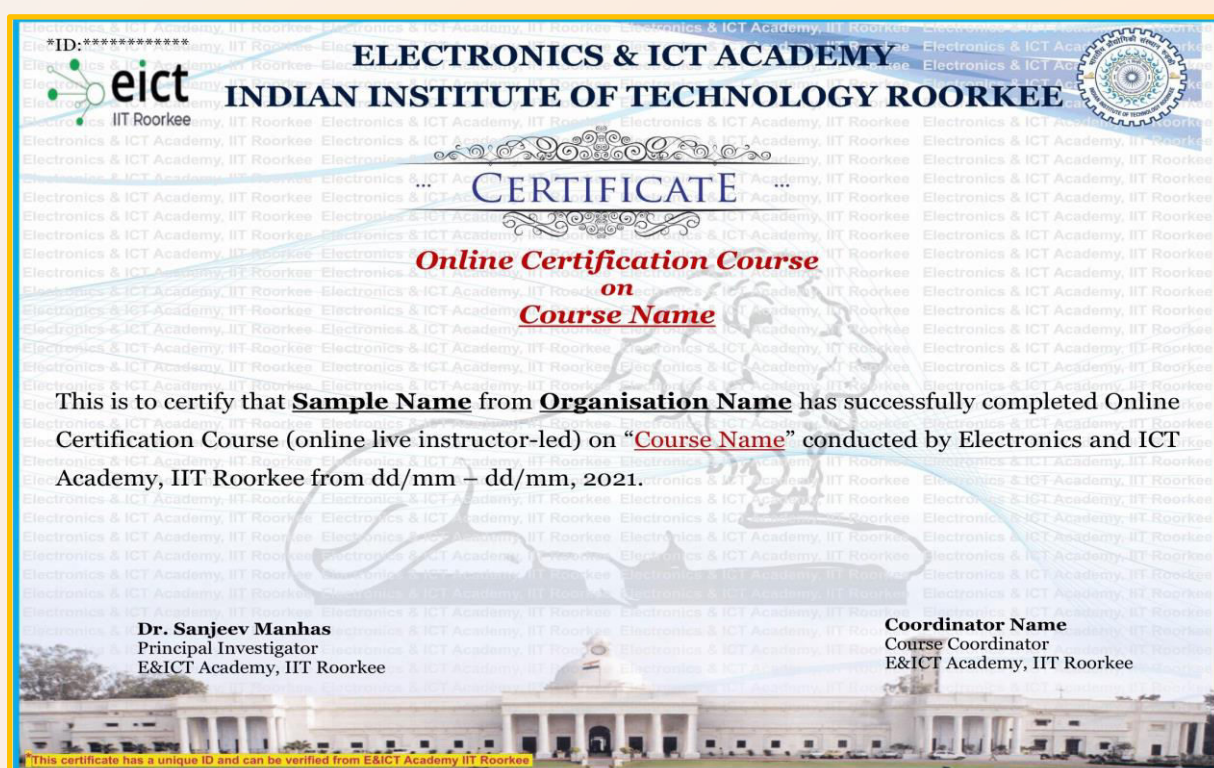 *ID:************
eict
IIT Roorkee
ELECTRONICS & ICT ACADEMY
INDIAN INSTITUTE OF TECHNOLOGY ROORKEE
... CERTIFICATE ...
Online Certification Course
on
Course Name
This is to certify that Sample Name from Organisation Name has successfully completed Online
Certification Course (online live instructor-led) on “Course Name” conducted by Electronics and ICT
Academy, IIT Roorkee from dd/mm – dd/mm, 2021.
Dr. Sanjeev Manhas
Principal Investigator
E&ICT Academy, IIT Roorkee
Coordinator Name
Course Coordinator
E&ICT Academy, IIT Roorkee
*This certificate has a unique ID and can be verified from E&ICT Academy IIT Roorkee